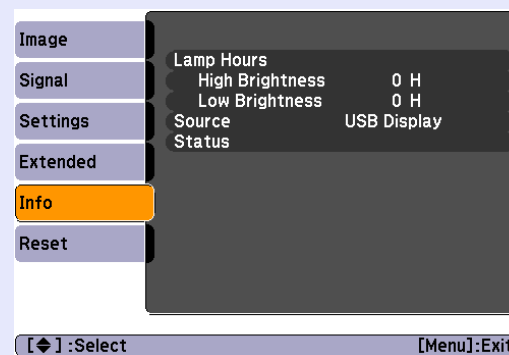 Image
Signal
Settings
Extended
Info
Reset
Lamp Hours
High Brightness 0 H
Low Brightness 0 H
Source USB Display
Status
[◆] :Select [Menu]:Exit